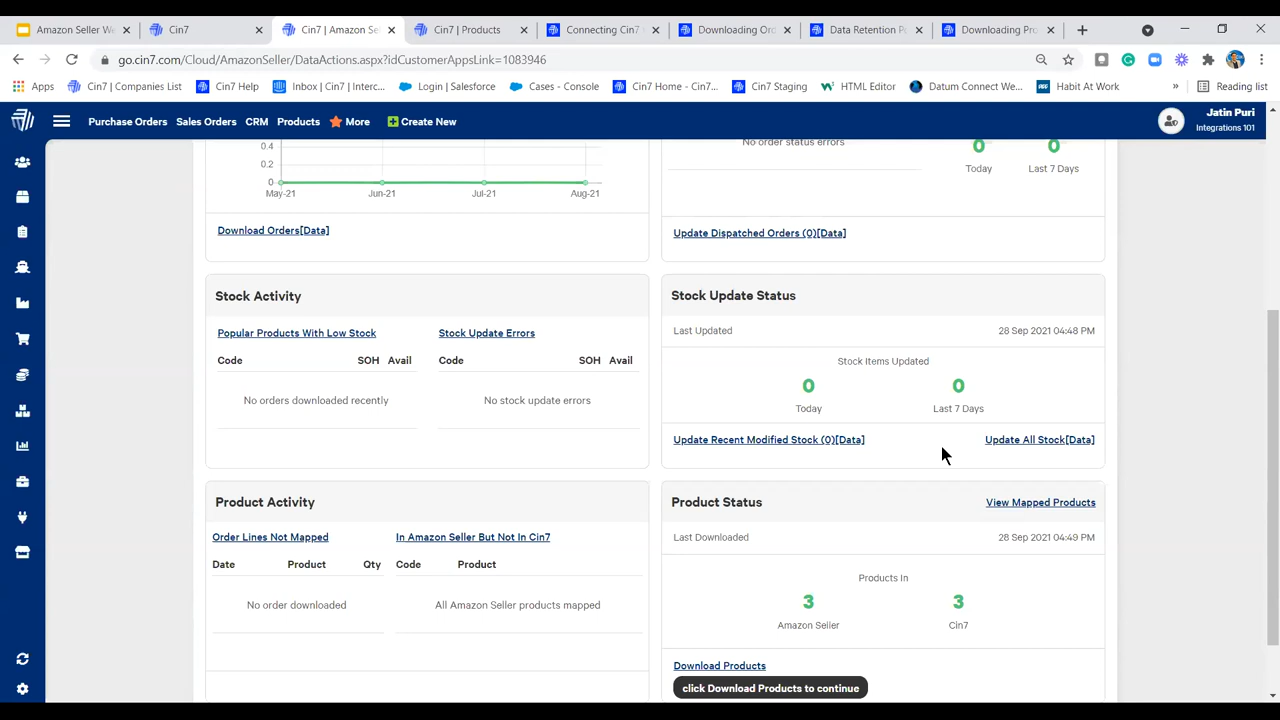 Amazon Seller W
Cin7
Cin7 | Amazon Se
Cin7 | Products
Connecting Cin7
Downloading Ord
Data Retention Po
Downloading Pro
go.cin7.com/Cloud/AmazonSeller/DataActions.aspx?idCustomerAppsLink=1083946
Apps
Cin7 | Companies List
Cin7 Help
Inbox | Cin7 | Interc...
Login | Salesforce
Cases - Console
Cin7 Home - Cin7...
Cin7 Staging
HTML Editor
Datum Connect We...
Habit At Work
»
Reading list
Purchase Orders
Sales Orders
CRM
Products
More
Create New
Jatin Puri
Integrations 101
0.4
0.2
0
May-21
Jun-21
Jul-21
Aug-21
Download Orders[Data]
No order status errors
0
0
Today
Last 7 Days
Update Dispatched Orders (0)[Data]
Stock Activity
Popular Products With Low Stock
Stock Update Errors
Code SOH Avail
Code SOH Avail
No orders downloaded recently
No stock update errors
Stock Update Status
Last Updated
28 Sep 2021 04:48 PM
Stock Items Updated
0
0
Today
Last 7 Days
Update Recent Modified Stock (0)[Data]
Update All Stock[Data]
Product Activity
Order Lines Not Mapped
In Amazon Seller But Not In Cin7
Date Product Qty
Code Product
No order downloaded
All Amazon Seller products mapped
Product Status
View Mapped Products
Last Downloaded
28 Sep 2021 04:49 PM
Products In
3
3
Amazon Seller
Cin7
Download Products
click Download Products to continue